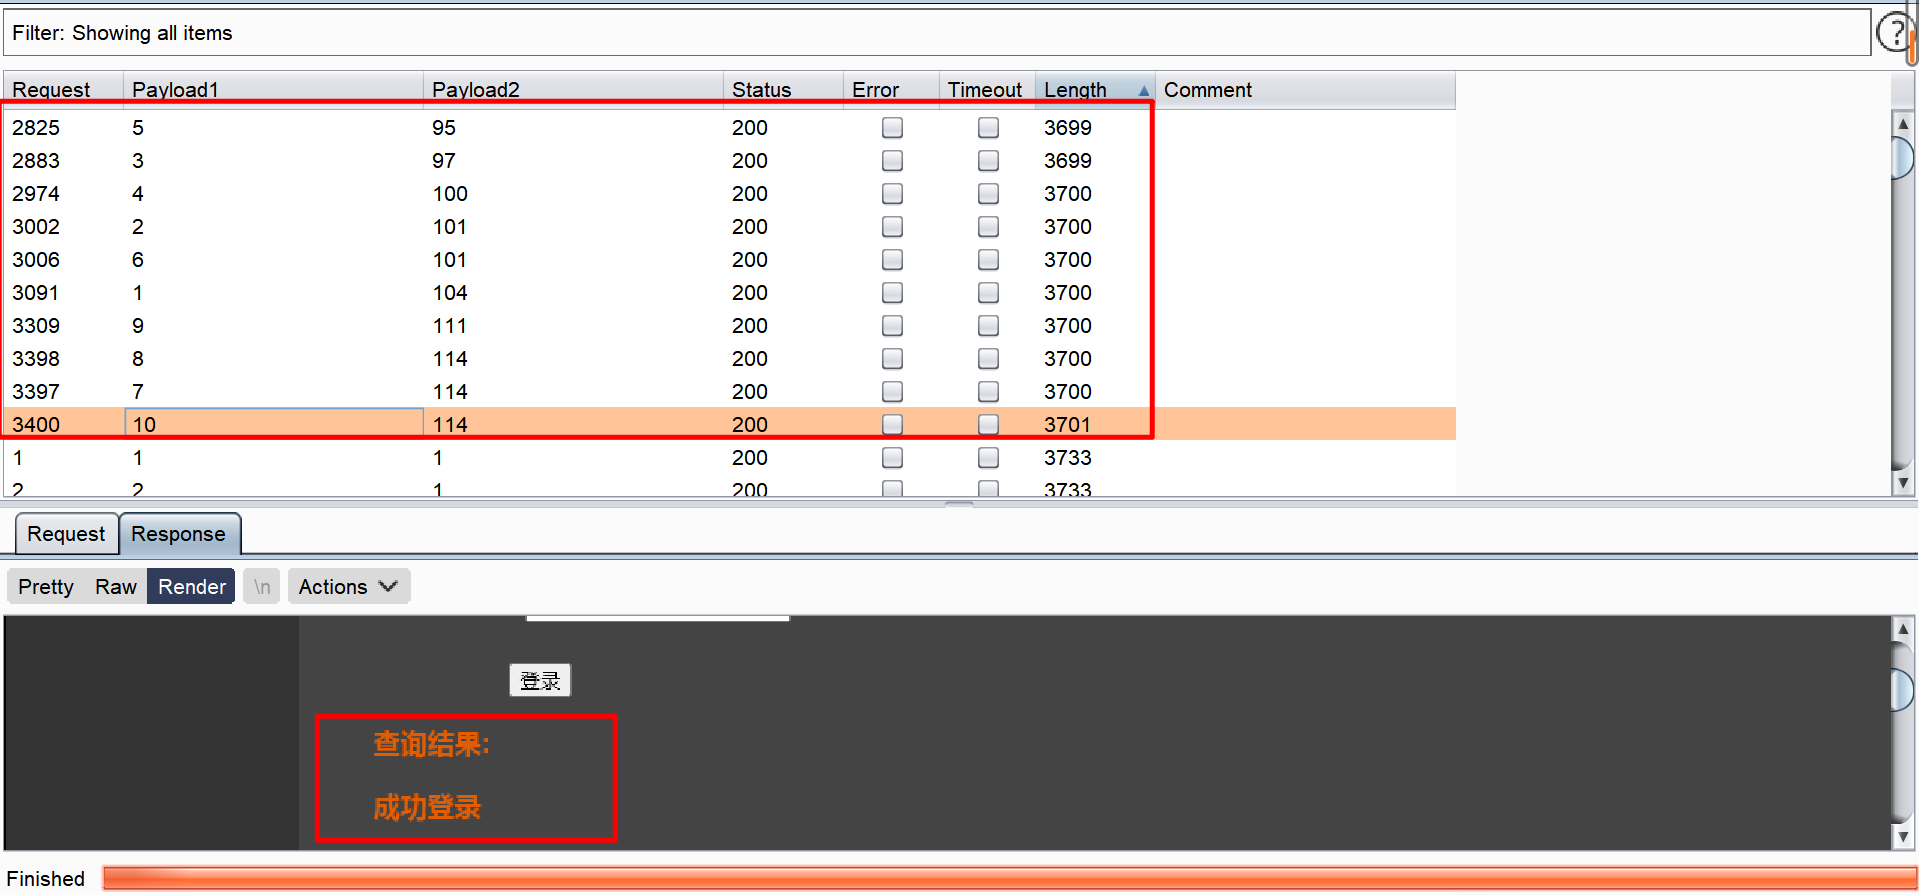 Filter: Showing all items
?
Request Payload1 Payload2 Status Error Timeout Length Comment
2825 5 95 200 3699
2883 3 97 200 3699
2974 4 100 200 3700
3002 2 101 200 3700
3006 6 101 200 3700
3091 1 104 200 3700
3309 9 111 200 3700
3398 8 114 200 3700
3397 7 114 200 3700
3400 10 114 200 3701
1 1 1 200 3733
2 2 1 200 3733
Request Response
Pretty Raw Render \n Actions
登录
查询结果:
成功登录
Finished